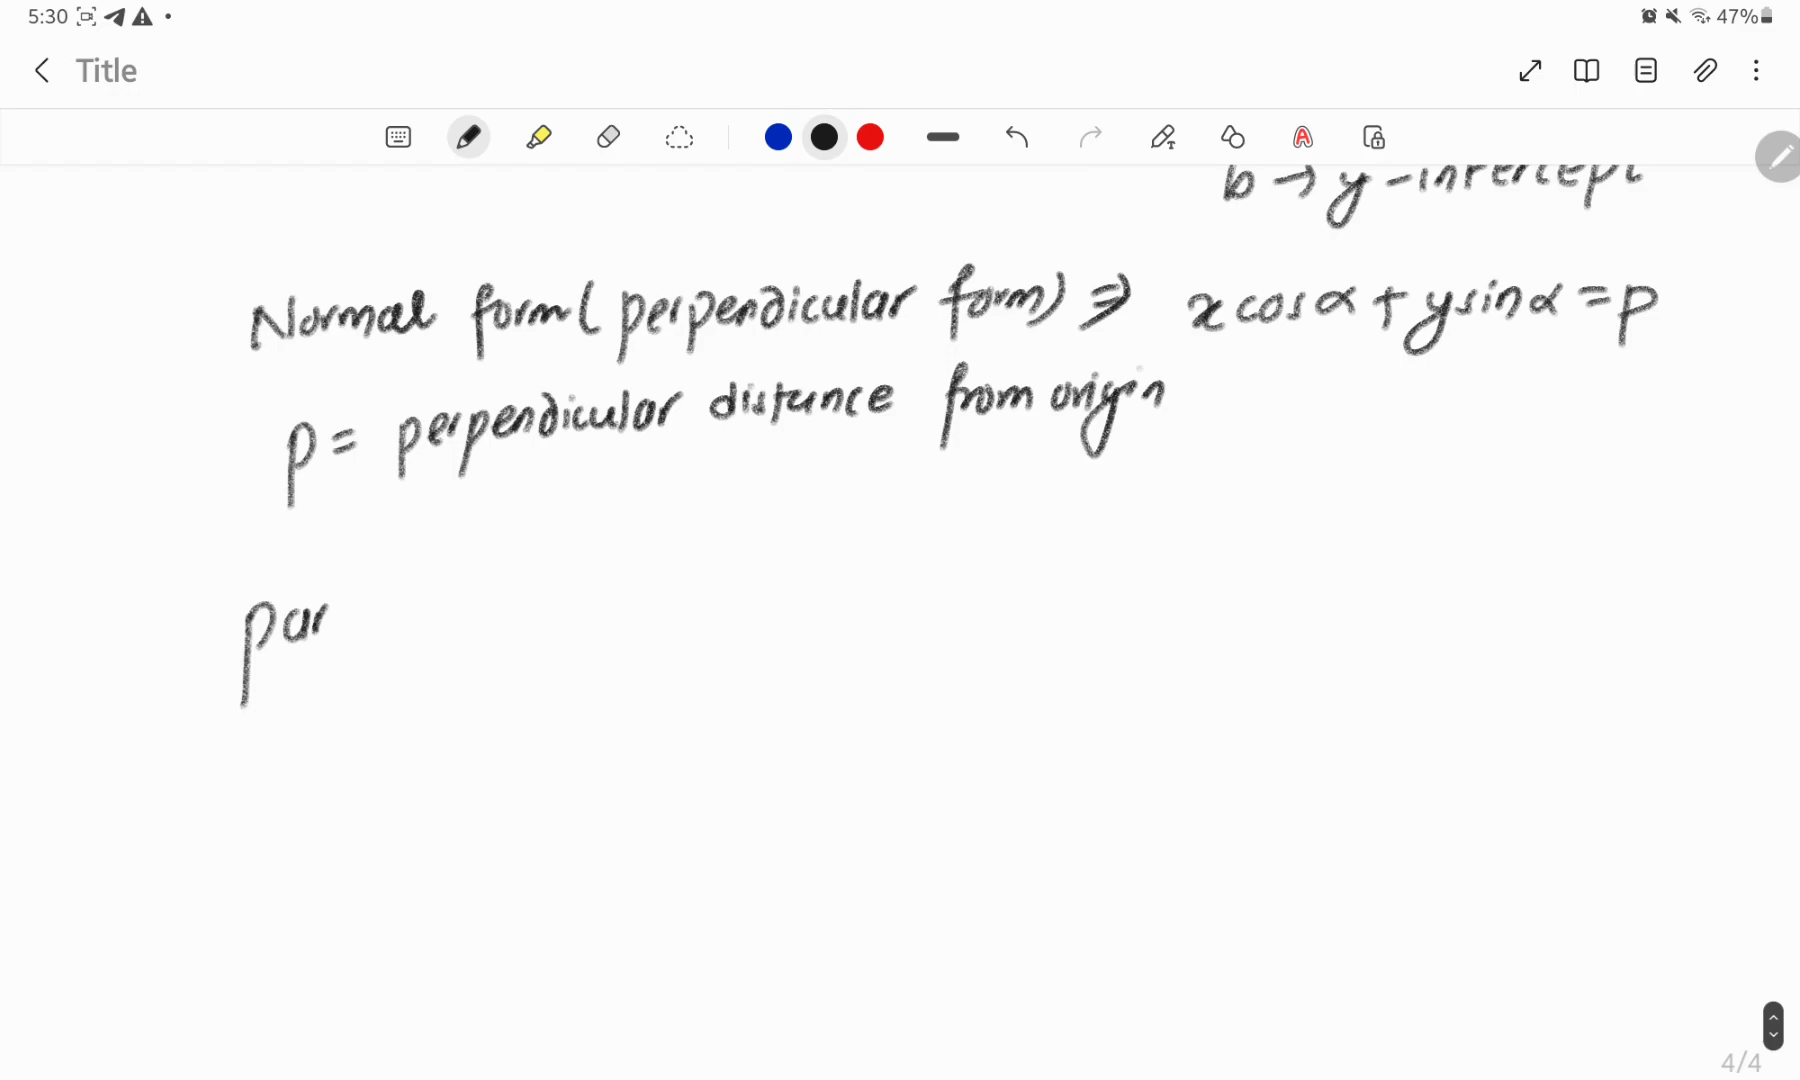 5:30
47%
Title
b → y-intercept
Normal form (perpendicular form) ⇒ x cos α + y sin α = p
p = perpendicular distance from origin
par
4/4